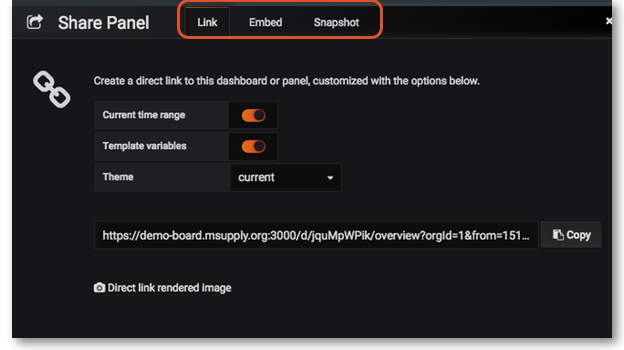 Share Panel Link Embed Snapshot
Create a direct link to this dashboard or panel, customized with the options below.
Current time range
Template variables
Theme current
https://demo-board.msupply.org:3000/d/jquMpWPik/overview?orgId=1&from=151... Copy
Direct link rendered image